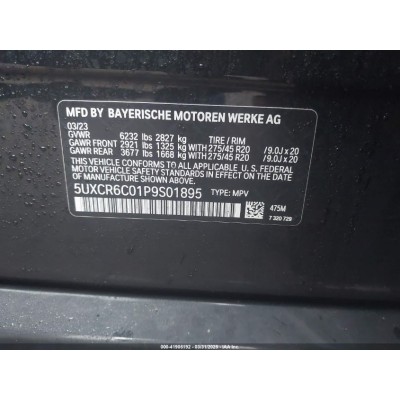 MFD BY BAYERISCHE MOTOREN WERKE AG
03/23
GVWR 6232 lbs 2827 kg TIRE / RIM
GAWR FRONT 2921 lbs 1325 kg WITH 275/45 R20 / 9.0J x 20
GAWR REAR 3677 lbs 1668 kg WITH 275/45 R20 / 9.0J x 20
THIS VEHICLE CONFORMS TO ALL APPLICABLE U.S. FEDERAL
MOTOR VEHICLE SAFETY STANDARDS IN EFFECT
ON THE DATE OF MANUFACTURE SHOWN ABOVE.
5UXCR6C01P9S01895 TYPE: MPV
475M
7 320 729